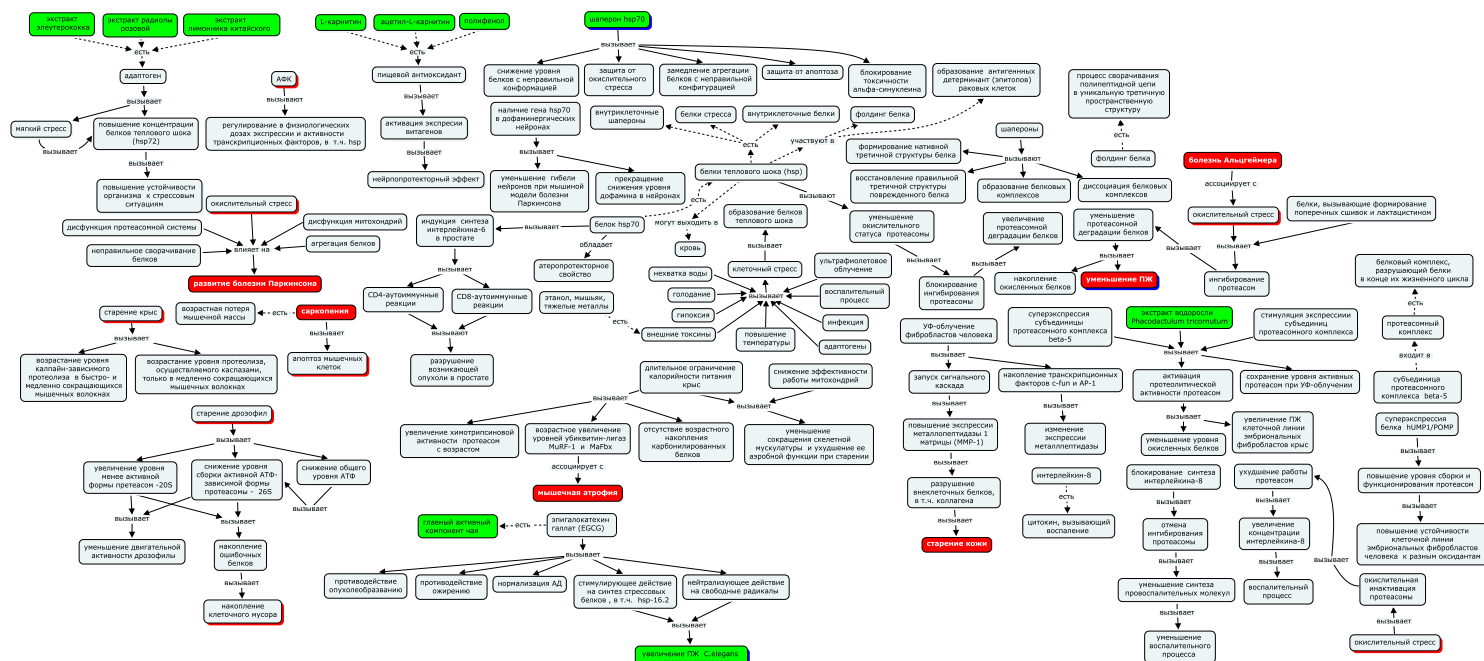 экстракт
элеутерококка
экстракт радиолы
розовой
экстракт
лимонника китайского
есть
адаптоген
вызывает
мягкий стресс
вызывает
повышение концентрации
белков теплового шока
(hsp72)
вызывает
повышение устойчивости
организма к стрессовым
ситуациям
АФК
вызывают
регулирование в физиологических
дозах экспрессии и активности
транскрипционных факторов, в т.ч. hsp
окислительный стресс
дисфункция протеасомной системы
дисфункция митохондрий
неправильное сворачивание
белков
агрегация белков
влияет на
развитие болезни Паркинсона
L-карнитин
ацетил-L-карнитин
полифенол
есть
пищевой антиоксидант
вызывает
активация экспресии
витагенов
вызывает
нейрпопротекторный эффект
шаперон hsp70
вызывает
снижение уровня
белков с неправильной
конформацией
защита от
окислительного
стресса
замедление агрегации
белков с неправильной
конфигурацией
защита от апоптоза
блокирование
токсичности
альфа-синуклеина
наличие гена hsp70
в дофаминергических
нейронах
вызывает
уменьшение гибели
нейронов при мышиной
модели болезни
Паркинсона
прекращение
снижения уровня
дофамина в нейронах
внутриклеточные
шапероны
белки стресса
внутриклеточные белки
фолдинг белка
образование антигеннных
детерминант (эпитопов)
раковых клеток
есть
участвуют в
белки теплового шока (hsp)
есть
могут выходить в
кровь
вызывают
белок hsp70
вызывает
обладает
атеропротекторное
свойство
индукция синтеза
интерлейкина-6
в простате
вызывает
CD4-аутоиммунные
реакции
CD8-аутоиммунные
реакции
вызывают
разрушение
возникающей
опухоли в простате
образование белков
теплового шока
вызывает
клеточный стресс
нехватка воды
голодание
гипоксия
этанол, мышьяк,
тяжелые металлы
есть
внешние токсины
вызывает
повышение
температуры
ультрафиолетовое
облучение
воспалительный
процесс
инфекция
адаптогены
уменьшение
окислительного
статуса протеасомы
вызывает
блокирование
ингибирования
протеасомы
вызывает
увеличение
протеасомной
деградации белков
шапероны
вызывают
формирование нативной
третичной структуры белка
восстановление правильной
третичной структуры
поврежденного белка
образование белковых
комплексов
диссоциация белковых
комплексов
процесс сворачивания
полипептидной цепи
в уникальную третичную
пространственную
структуру
есть
фолдинг белка
болезнь Альцгеймера
ассоциирует с
окислительный стресс
белки, вызывающие формирование
поперечных сшивок и лактацистином
вызывает
ингибирование
протеасом
вызывает
уменьшение
протеасомной
деградации белков
вызывает
накопление
окисленных белков
уменьшение ПЖ
белковый комплекс,
разрушающий белки
в конце их жизненного цикла
есть
протеасомный
комплекс
входит в
субъединица
протеасомного
комплекса beta-5
старение крыс
вызывает
возрастание уровня
калпайн-зависимого
протеолиза в быстро- и
медленно сокращающихся
мышечных волокнах
возрастание уровня протеолиза,
осуществляемого каспазами,
только в медленно сокращающихся
мышечных волокнах
возрастная потеря
мышечной массы
есть
саркопения
вызывает
апоптоз мышечных
клеток
старение дрозофил
вызывает
увеличение уровня
менее активной
формы претеасом -20S
снижение уровня
сборки активной АТФ-
зависимой формы
протеасомы - 26S
снижение общего
уровня АТФ
вызывает
вызывает
вызывает
уменьшение двигательной
активности дрозофилы
накопление
ошибочных
белков
вызывает
накопление
клеточного мусора
длительное ограничение
калорийности питания
крыс
снижение эффективности
работы митохондрий
вызывает
вызывает
увеличение химотрипсиновой
активности протеасом
с возрастом
возрастное увеличение
уровней убиквитин-лигаз
MuRF-1 и MaFbx
отсутствие возрастного
накопления
карбонилированных
белков
уменьшение
сокращения скелетной
мускулатуры и ухудшение ее
аэробной функции при старении
ассоциирует с
мышечная атрофия
главный активный
компонент чая
есть
эпигалокатехин
галлат (EGCG)
вызывает
противодействие
опухолеобразванию
противодействие
ожирению
нормализация АД
стимулирующее действие
на синтез стрессовых
белков , в т.ч. hsp-16.2
нейтрализующее действие
на свободные радикалы
вызывает
увеличение ПЖ C.elegans
УФ-облучение
фибробластов человека
вызывает
запуск сигнального
каскада
накопление транскрипционных
факторов c-fun и AP-1
вызывает
вызывает
повышение экспрессии
металлопептидазы 1
матрицы (MMP-1)
изменение
экспрессии
металлпептидазы
вызывает
разрушение
внеклеточных белков,
в т.ч. коллагена
вызывает
старение кожи
интерлейкин-8
есть
цитокин, вызывающий
воспаление
суперэкспрессия
субъединицы
протеасомного комплекса
beta-5
экстракт водоросли
Phacodactulum tricornutum
стимуляция экспрессиии
субъединиц
протеасомного комплекса
вызывает
активация
протеолитической
активности протеасом
сохранение уровня активных
протеасом при УФ-облучении
вызывает
уменьшения уровня
окисленных белков
увеличении ПЖ
клеточной линии
эмбриональных
фибробластов крыс
блокирование синтеза
интерлейкина-8
вызывает
отмена
ингибирования
протеасомы
вызывает
уменьшение синтеза
провоспалительных молекул
вызывает
уменьшение
воспалительного
процесса
ухудшение работы
протеасом
вызывает
увеличение
концентрации
интерлейкина-8
вызывает
воспалительный
процесс
вызывает
окислительная
инактивация
протеасомы
вызывает
окислительный стресс
суперэкспрессия
белка hUMP1/POMP
вызывает
повышение уровня сборки и
функционирования протеасом
вызывает
повышение устойчивости
клеточной линии
эмбриональных фибробластов
человека к разным оксидантам